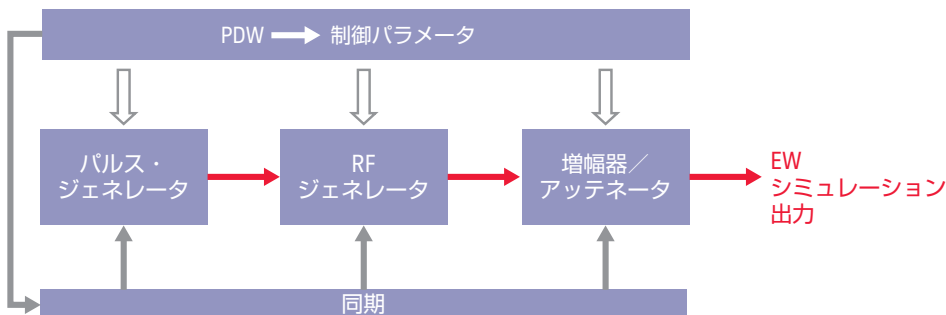 PDW 制御パラメータ
パルス・
ジェネレータ
RF
ジェネレータ
増幅器／
アッテネータ
EW
シミュレーション
出力
同期